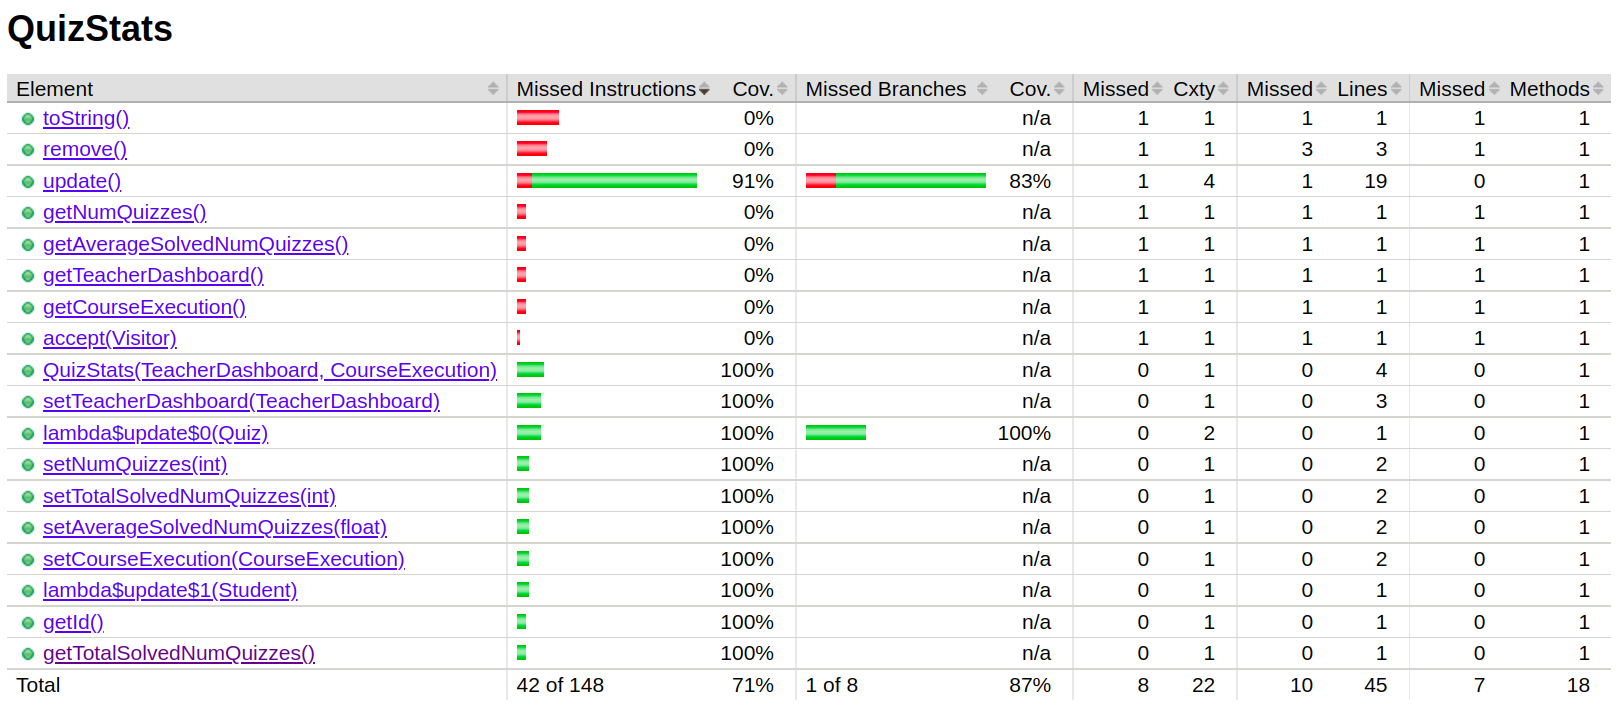 QuizStats
Element Missed Instructions Cov. Missed Branches Cov. Missed Cxty Missed Lines Missed Methods
toString() 0% n/a 1 1 1 1 1 1
remove() 0% n/a 1 1 3 3 1 1
update() 91% 83% 1 4 1 19 0 1
getNumQuizzes() 0% n/a 1 1 1 1 1 1
getAverageSolvedNumQuizzes() 0% n/a 1 1 1 1 1 1
getTeacherDashboard() 0% n/a 1 1 1 1 1 1
getCourseExecution() 0% n/a 1 1 1 1 1 1
accept(Visitor) 0% n/a 1 1 1 1 1 1
QuizStats(TeacherDashboard, CourseExecution) 100% n/a 0 1 0 4 0 1
setTeacherDashboard(TeacherDashboard) 100% n/a 0 1 0 3 0 1
lambda$update$0(Quiz) 100% 100% 0 2 0 1 0 1
setNumQuizzes(int) 100% n/a 0 1 0 2 0 1
setTotalSolvedNumQuizzes(int) 100% n/a 0 1 0 2 0 1
setAverageSolvedNumQuizzes(float) 100% n/a 0 1 0 2 0 1
setCourseExecution(CourseExecution) 100% n/a 0 1 0 2 0 1
lambda$update$1(Student) 100% n/a 0 1 0 1 0 1
getId() 100% n/a 0 1 0 1 0 1
getTotalSolvedNumQuizzes() 100% n/a 0 1 0 1 0 1
Total 42 of 148 71% 1 of 8 87% 8 22 10 45 7 18